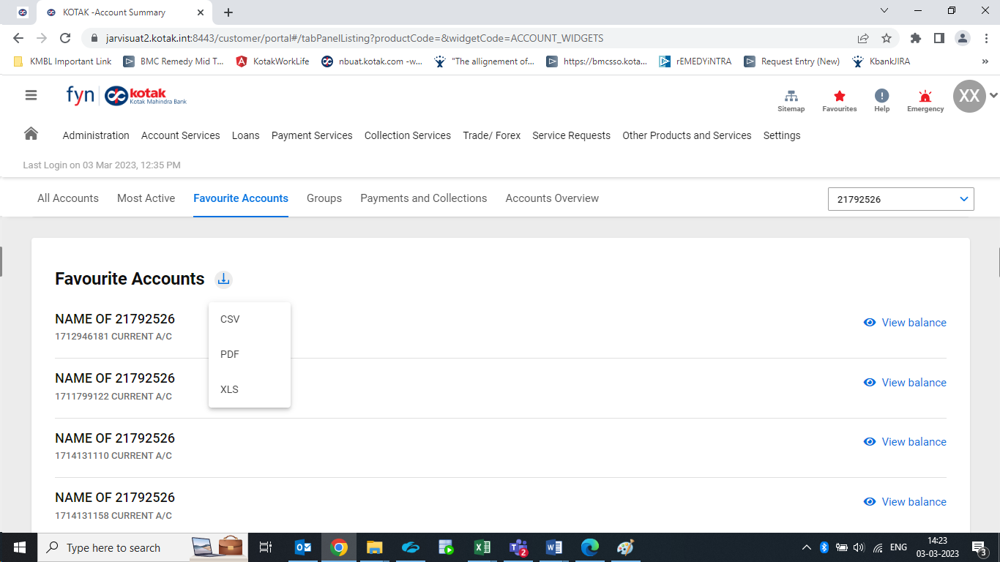 KOTAK -Account Summary
jarvisuat2.kotak.int:8443/customer/portal#/tabPanelListing?productCode=&widgetCode=ACCOUNT_WIDGETS
KMBL Important Link BMC Remedy Mid T... KotakWorkLife nbuat.kotak.com -w... "The allignement of... https://bmcsso.kota... rEMEDYiNTRA Request Entry (New) KbankJIRA »
fyn kotak
Kotak Mahindra Bank
XX
Sitemap Favourites Help Emergency
Administration Account Services Loans Payment Services Collection Services Trade/ Forex Service Requests Other Products and Services Settings
Last Login on 03 Mar 2023, 12:35 PM
All Accounts Most Active Favourite Accounts Groups Payments and Collections Accounts Overview 21792526
Favourite Accounts
NAME OF 21792526 CSV View balance
1712946181 CURRENT A/C
PDF
NAME OF 21792526 View balance
1711799122 CURRENT A/C XLS
NAME OF 21792526 View balance
1714131110 CURRENT A/C
NAME OF 21792526 View balance
1714131158 CURRENT A/C
Type here to search 2 ENG 14:23
03-03-2023 3